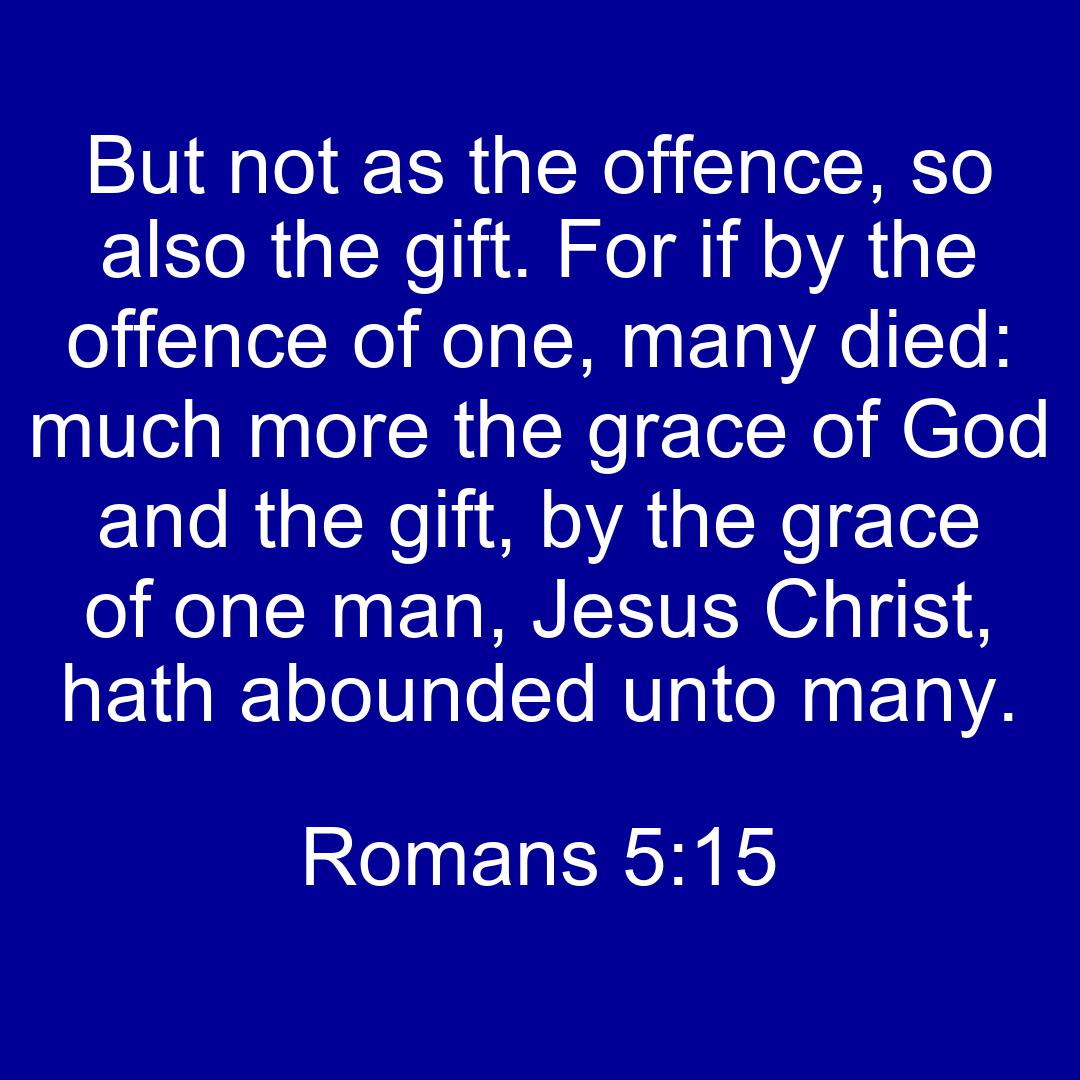 But not as the offence, so
also the gift. For if by the
offence of one, many died:
much more the grace of God
and the gift, by the grace
of one man, Jesus Christ,
hath abounded unto many.
Romans 5:15